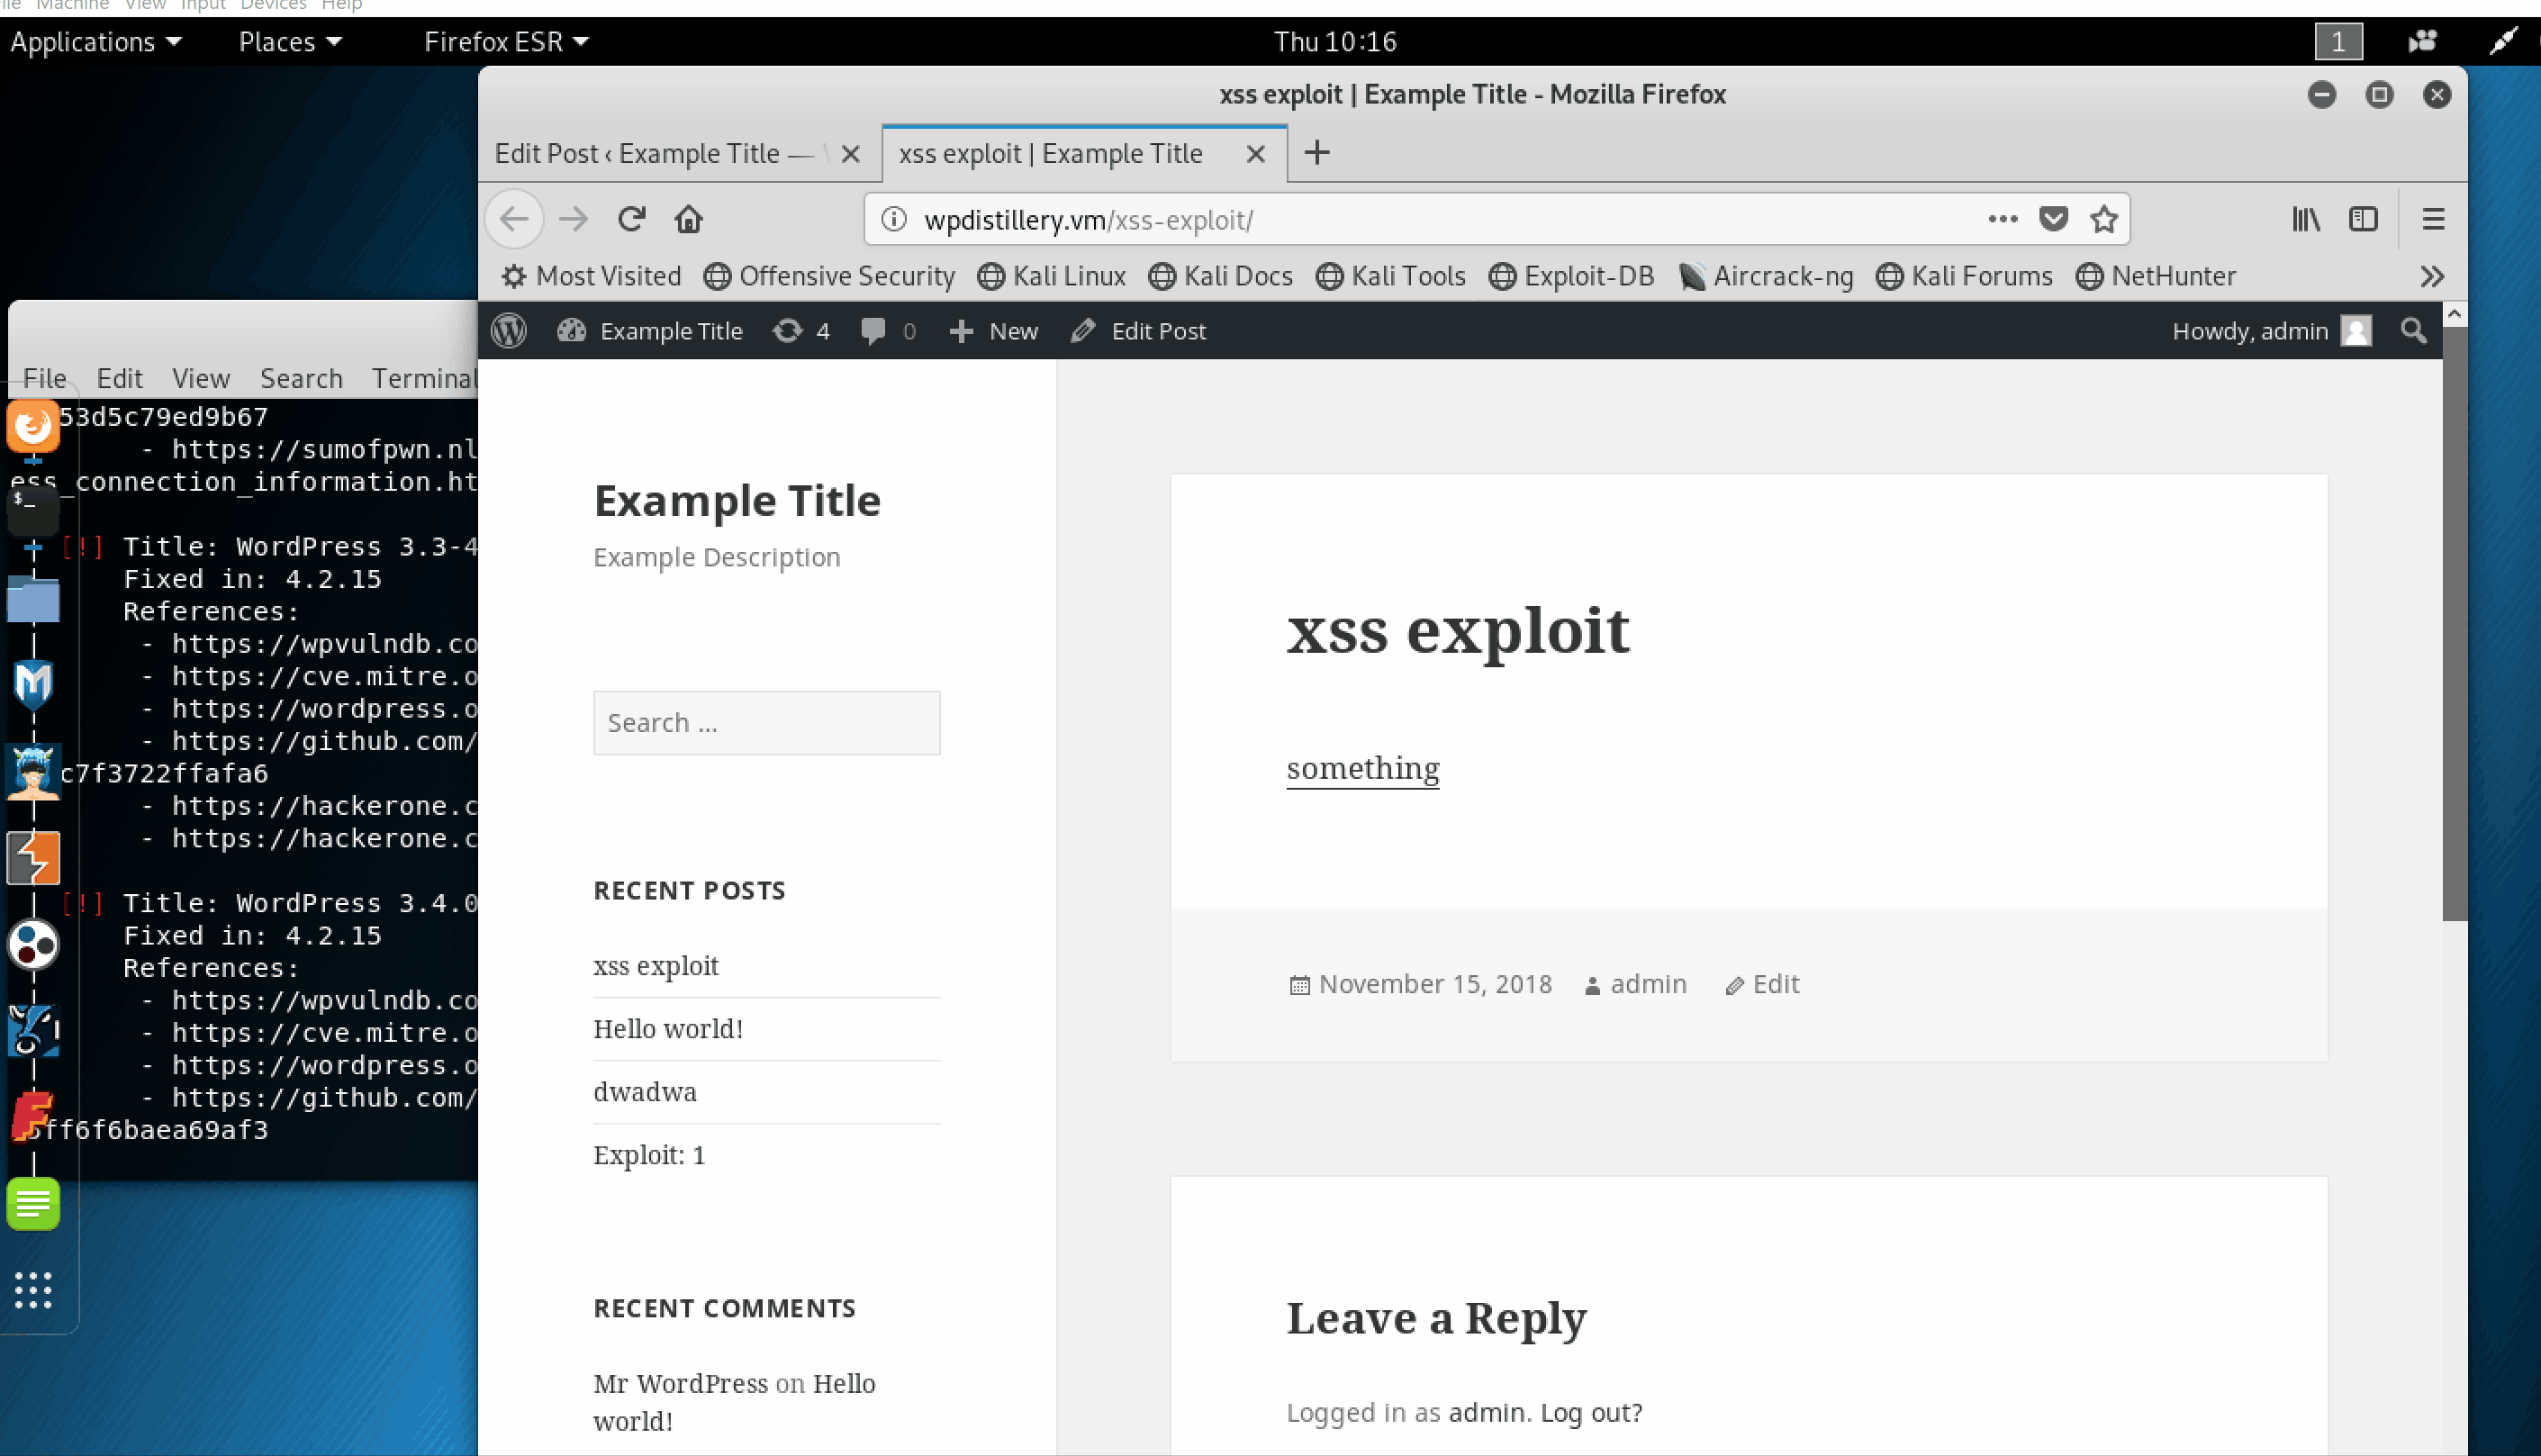 File Machine View Input Devices Help
Applications Places Firefox ESR Thu 10:16 1
xss exploit | Example Title - Mozilla Firefox
Edit Post ‹ Example Title — xss exploit | Example Title
wpdistillery.vm/xss-exploit/
Most Visited Offensive Security Kali Linux Kali Docs Kali Tools Exploit-DB Aircrack-ng Kali Forums NetHunter
Example Title 4 0 New Edit Post Howdy, admin
File Edit View Search Terminal
53d5c79ed9b67
- https://sumofpwn.nl
ess_connection_information.ht
$_
[!] Title: WordPress 3.3-4
Fixed in: 4.2.15
References:
- https://wpvulndb.co
- https://cve.mitre.o
- https://wordpress.o
- https://github.com/
c7f3722ffafa6
- https://hackerone.c
- https://hackerone.c
[!] Title: WordPress 3.4.0
Fixed in: 4.2.15
References:
- https://wpvulndb.co
- https://cve.mitre.o
- https://wordpress.o
- https://github.com/
ff6f6baea69af3
Example Title
Example Description
Search ...
RECENT POSTS
xss exploit
Hello world!
dwadwa
Exploit: 1
RECENT COMMENTS
Mr WordPress on Hello
world!
xss exploit
something
November 15, 2018 admin Edit
Leave a Reply
Logged in as admin. Log out?